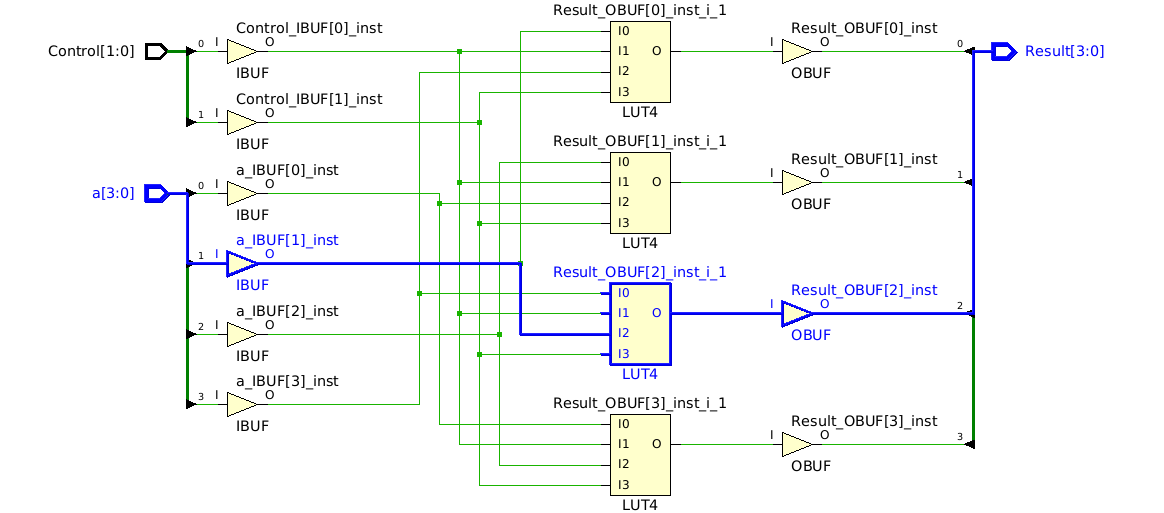 Control[1:0]
0
I
O
Control_IBUF[0]_inst
IBUF
1
I
O
Control_IBUF[1]_inst
IBUF
a[3:0]
0
I
O
a_IBUF[0]_inst
IBUF
1
I
O
a_IBUF[1]_inst
IBUF
2
I
O
a_IBUF[2]_inst
IBUF
3
I
O
a_IBUF[3]_inst
IBUF
Result_OBUF[0]_inst_i_1
I0
I1
I2
I3
O
LUT4
Result_OBUF[1]_inst_i_1
I0
I1
I2
I3
O
LUT4
Result_OBUF[2]_inst_i_1
I0
I1
I2
I3
O
LUT4
Result_OBUF[3]_inst_i_1
I0
I1
I2
I3
O
LUT4
Result_OBUF[0]_inst
I
O
OBUF
0
Result_OBUF[1]_inst
I
O
OBUF
1
Result_OBUF[2]_inst
I
O
OBUF
2
Result_OBUF[3]_inst
I
O
OBUF
3
Result[3:0]